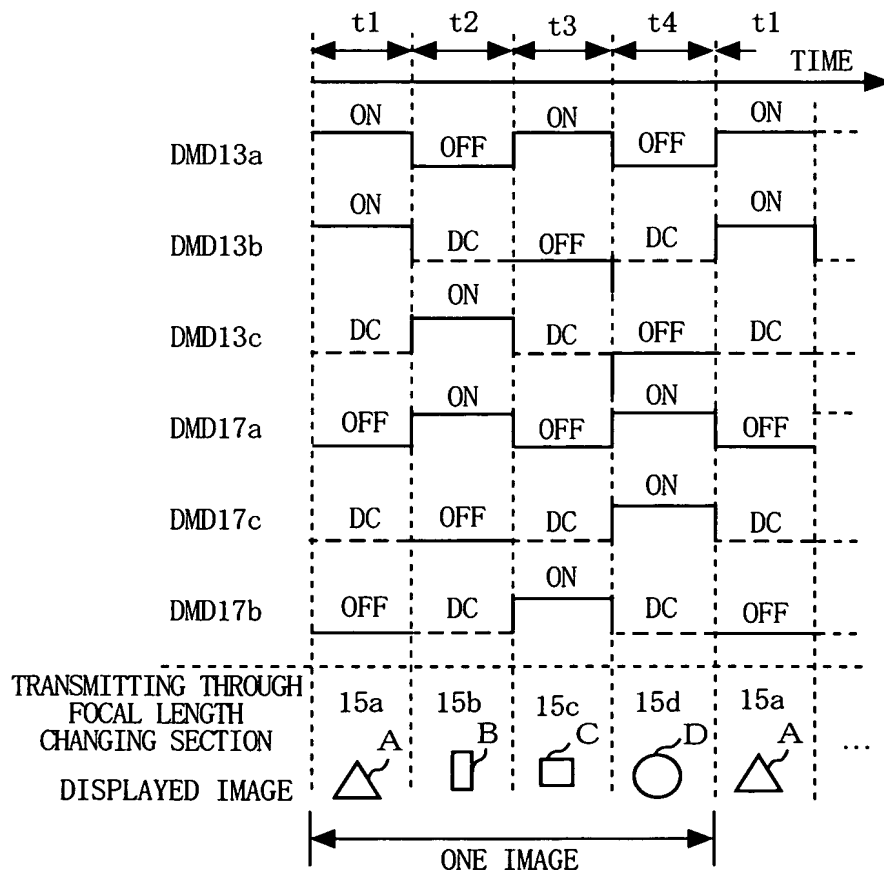 t1 t2 t3 t4 t1
TIME
DMD13a ON OFF ON OFF ON
DMD13b ON DC OFF DC ON
DMD13c DC ON DC OFF DC
DMD17a OFF ON OFF ON OFF
DMD17c DC OFF DC ON DC
DMD17b OFF DC ON DC OFF
TRANSMITTING THROUGH
FOCAL LENGTH
CHANGING SECTION
15a 15b 15c 15d 15a
A B C D A ...
DISPLAYED IMAGE
ONE IMAGE